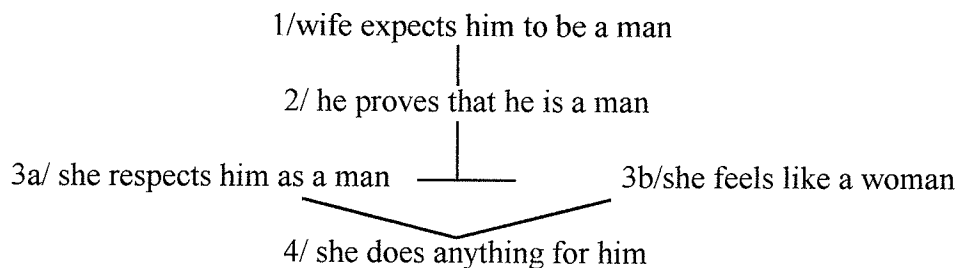 1/wife expects him to be a man
2/ he proves that he is a man
3a/ she respects him as a man 3b/she feels like a woman
4/ she does anything for him